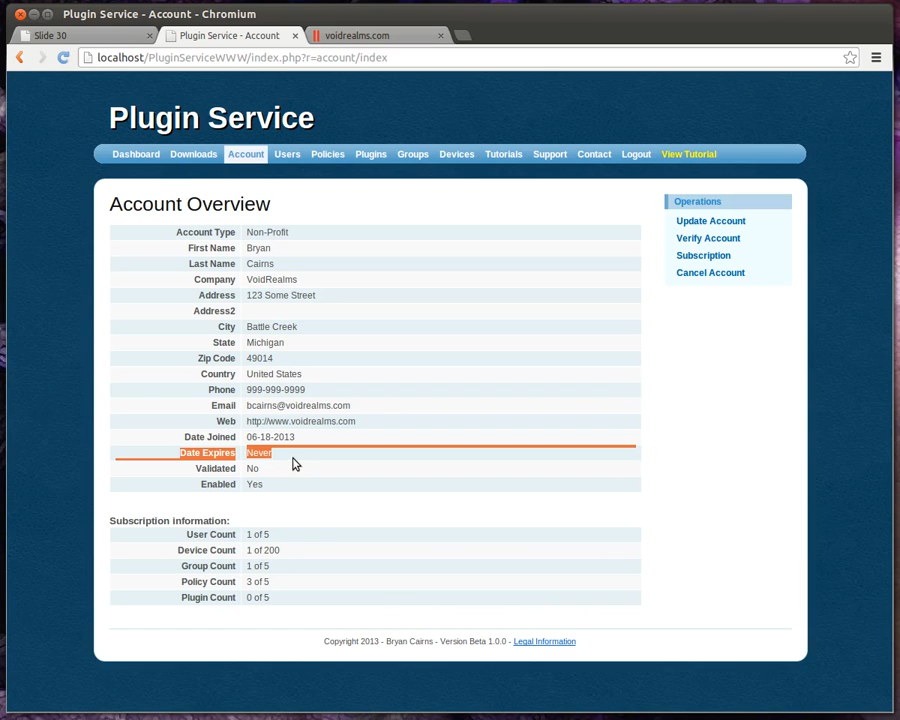 Plugin Service - Account - Chromium
Slide 30
Plugin Service - Account
voidrealms.com
localhost/PluginServiceWWW/index.php?r=account/index
Plugin Service
Dashboard Downloads Account Users Policies Plugins Groups Devices Tutorials Support Contact Logout View Tutorial
Account Overview
Account Type Non-Profit
First Name Bryan
Last Name Cairns
Company VoidRealms
Address 123 Some Street
Address2
City Battle Creek
State Michigan
Zip Code 49014
Country United States
Phone 999-999-9999
Email bcairns@voidrealms.com
Web http://www.voidrealms.com
Date Joined 06-18-2013
Date Expires Never
Validated No
Enabled Yes
Operations
Update Account
Verify Account
Subscription
Cancel Account
Subscription information:
User Count 1 of 5
Device Count 1 of 200
Group Count 1 of 5
Policy Count 3 of 5
Plugin Count 0 of 5
Copyright 2013 - Bryan Cairns - Version Beta 1.0.0 - Legal Information